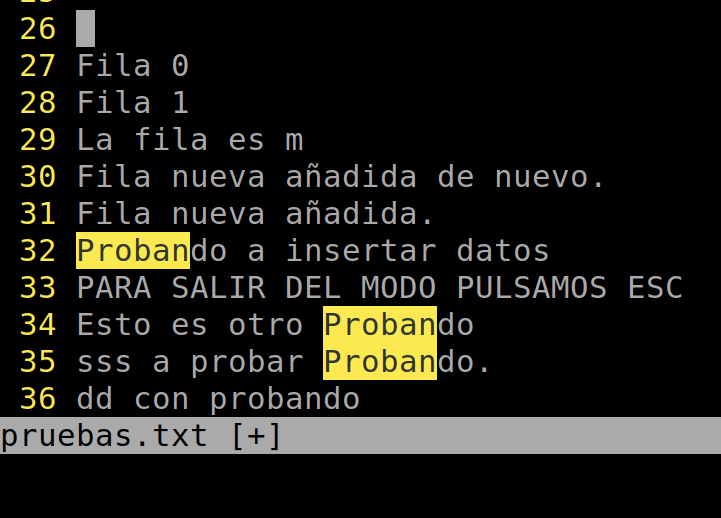 26
27 Fila 0
28 Fila 1
29 La fila es m
30 Fila nueva añadida de nuevo.
31 Fila nueva añadida.
32 Probando a insertar datos
33 PARA SALIR DEL MODO PULSAMOS ESC
34 Esto es otro Probando
35 sss a probar Probando.
36 dd con probando
pruebas.txt [+]